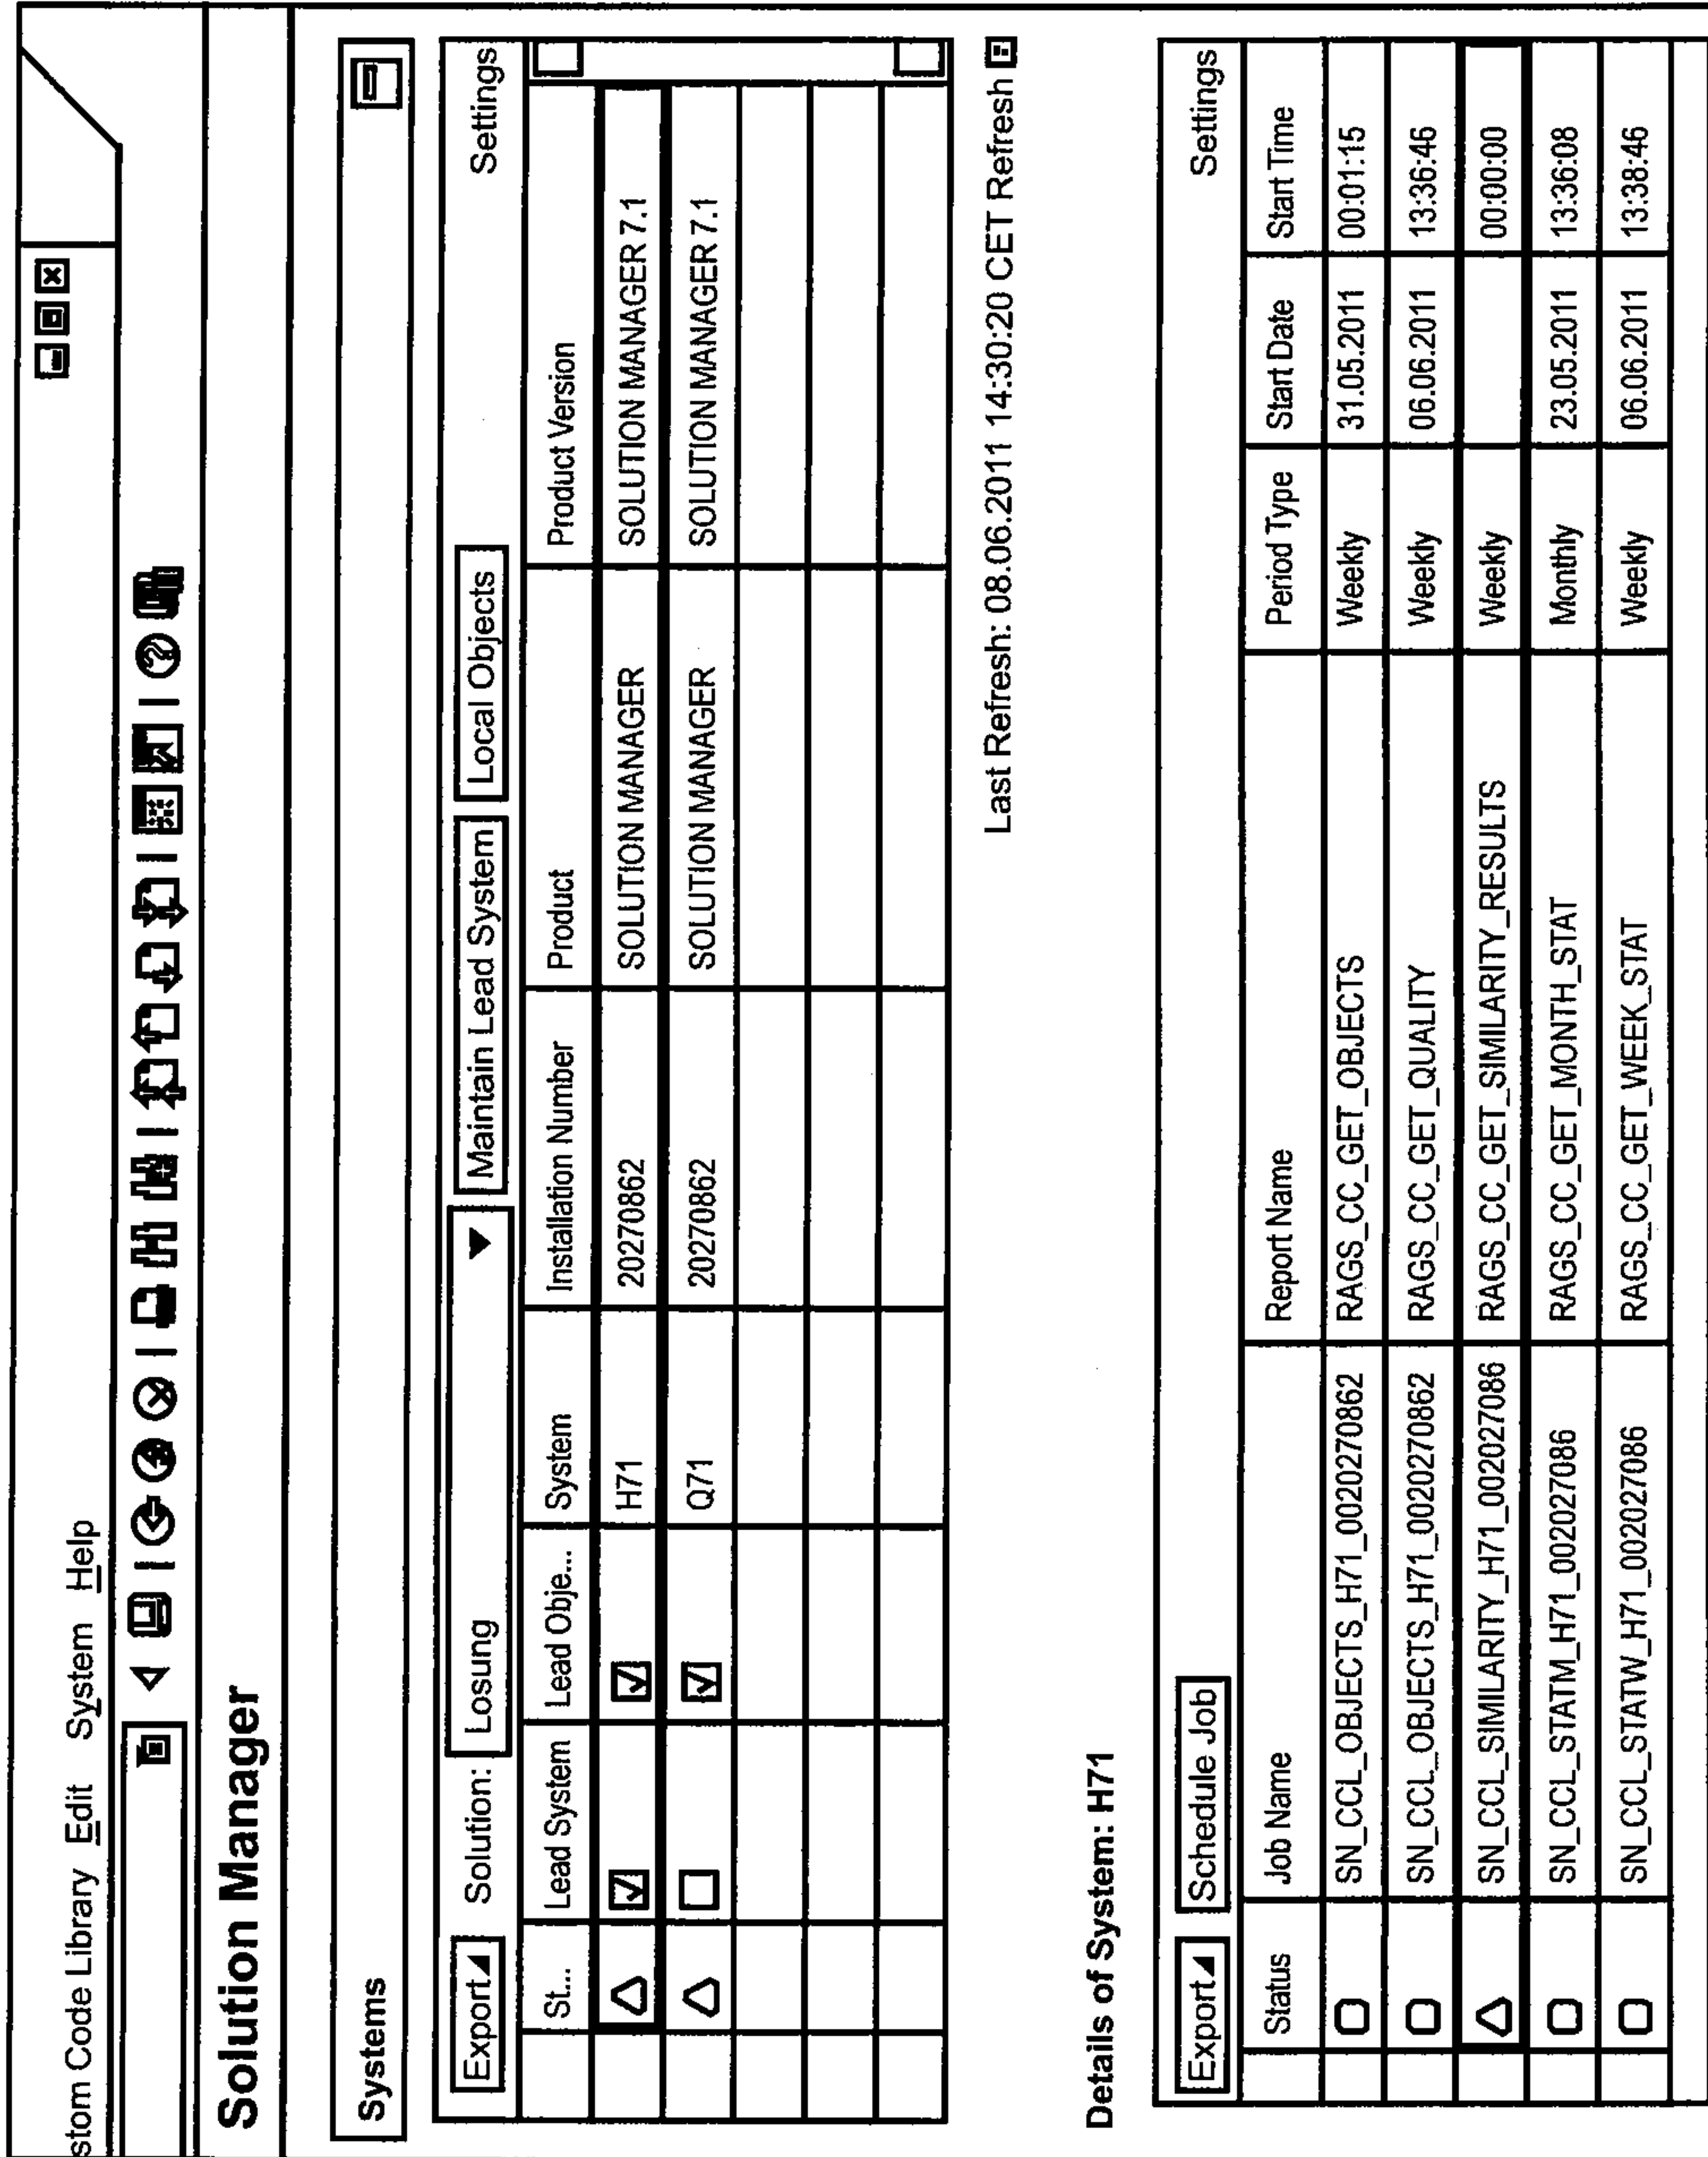 stom Code Library Edit System Help
Solution Manager
Systems
Export Solution: Losung Maintain Lead System Local Objects Settings
St... Lead System Lead Obje... System Installation Number Product Product Version
H71 20270862 SOLUTION MANAGER SOLUTION MANAGER 7.1
Q71 20270862 SOLUTION MANAGER SOLUTION MANAGER 7.1
Last Refresh: 08.06.2011 14:30:20 CET Refresh
Details of System: H71
Export Schedule Job Settings
Status Job Name Report Name Period Type Start Date Start Time
SN_CCL_OBJECTS_H71_0020270862 RAGS_CC_GET_OBJECTS Weekly 31.05.2011 00:01:15
SN_CCL_OBJECTS_H71_0020270862 RAGS_CC_GET_QUALITY Weekly 06.06.2011 13:36:46
SN_CCL_SIMILARITY_H71_002027086 RAGS_CC_GET_SIMILARITY_RESULTS Weekly 00:00:00
SN_CCL_STATM_H71_002027086 RAGS_CC_GET_MONTH_STAT Monthly 23.05.2011 13:36:08
SN_CCL_STATW_H71_002027086 RAGS_CC_GET_WEEK_STAT Weekly 06.06.2011 13:38:46